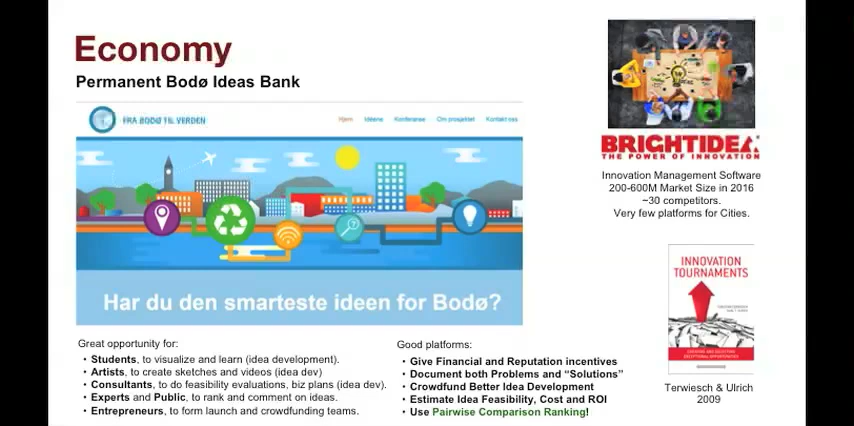 Economy
Permanent Bodø Ideas Bank
FRA BODØ TIL VERDEN
Hjem Ideene Konferanse Om prosjektet Kontakt oss
Har du den smarteste ideen for Bodø?
Great opportunity for:
• Students, to visualize and learn (idea development).
• Artists, to create sketches and videos (idea dev)
• Consultants, to do feasibility evaluations, biz plans (idea dev).
• Experts and Public, to rank and comment on ideas.
• Entrepreneurs, to form launch and crowdfunding teams.
Good platforms:
• Give Financial and Reputation incentives
• Document both Problems and “Solutions”
• Crowdfund Better Idea Development
• Estimate Idea Feasibility, Cost and ROI
• Use Pairwise Comparison Ranking!
BRIGHTIDEA
THE POWER OF INNOVATION
Innovation Management Software
200-600M Market Size in 2016
~30 competitors.
Very few platforms for Cities.
INNOVATION
TOURNAMENTS
Terwiesch & Ulrich
2009